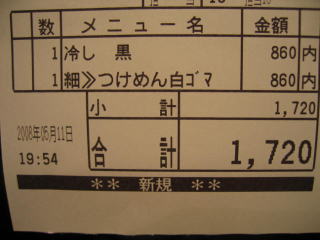 数 メニュー名 金額
1 冷し 黒 860 内
1 細≫つけめん白ゴマ 860 内
小 計 1,720
2008年05月11日
19:54
合 計 1,720
** 新規 **